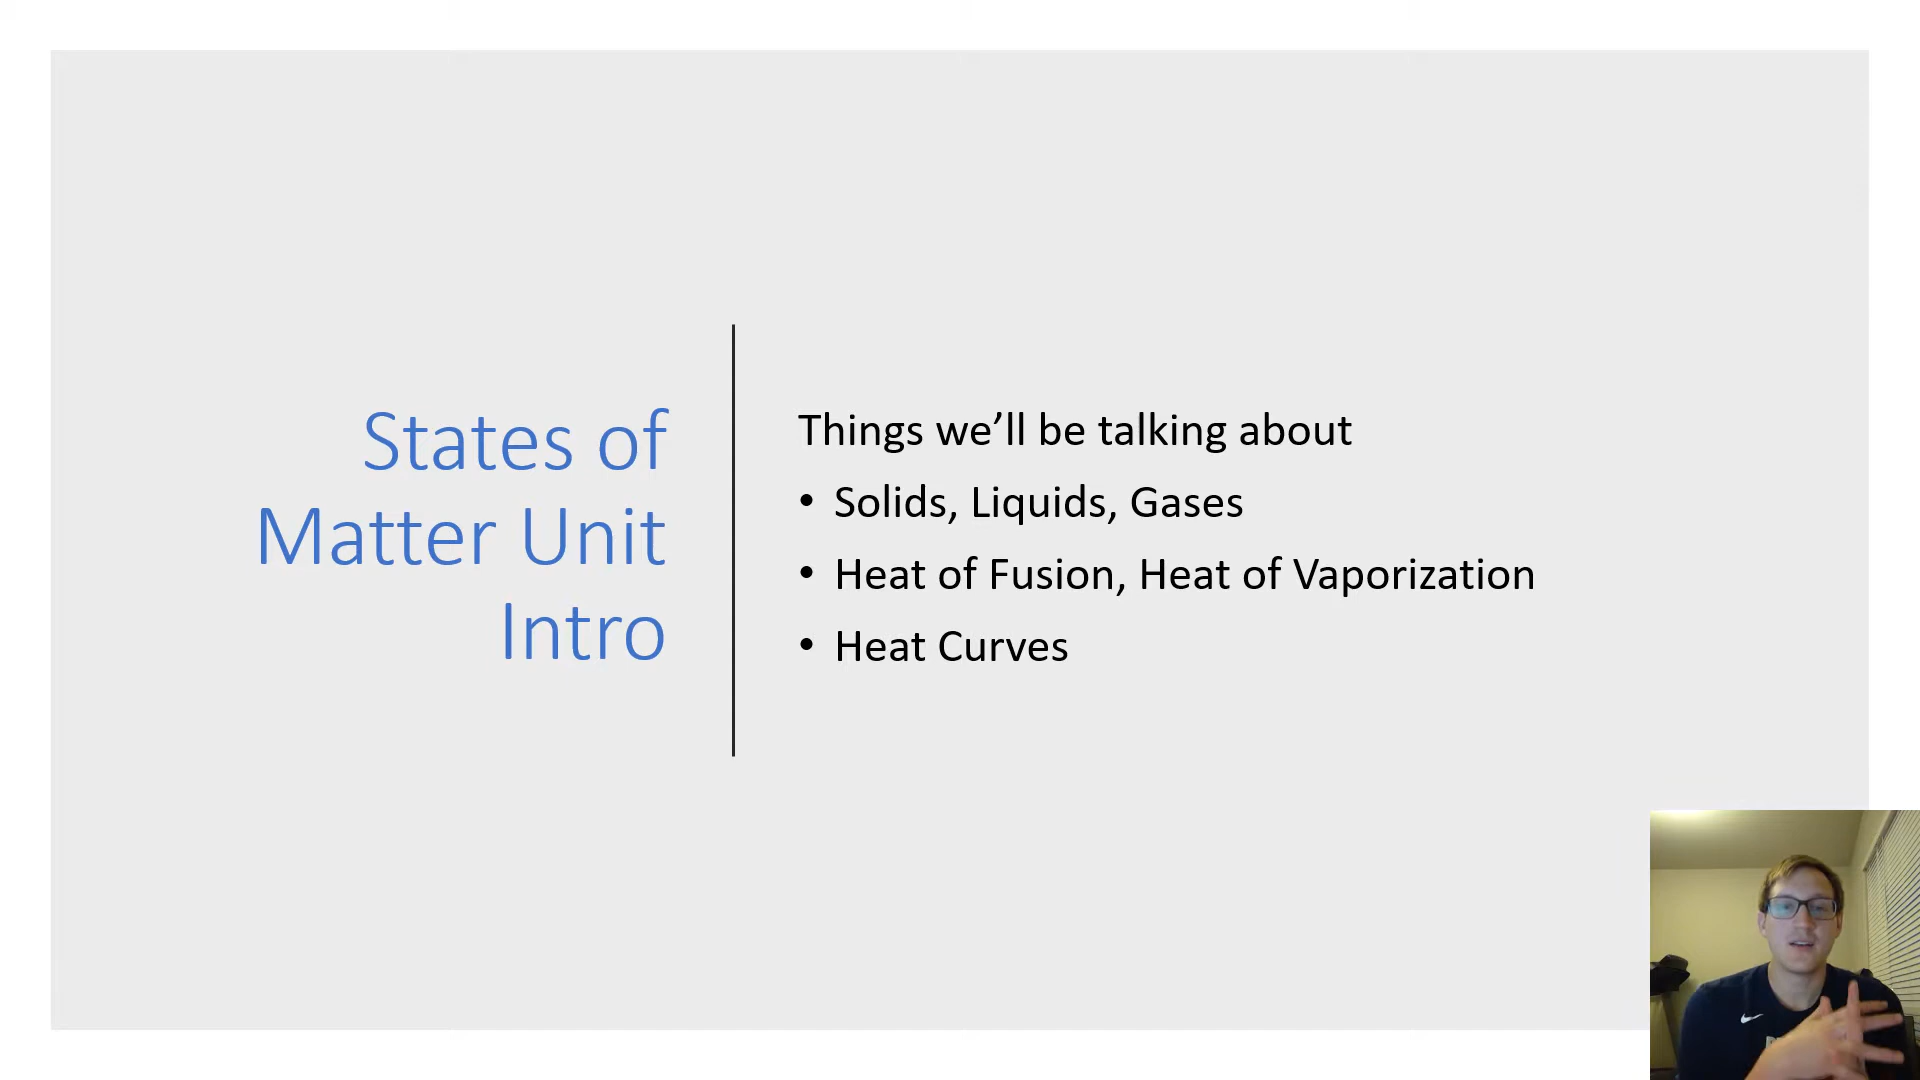 States of
Matter Unit
Intro
Things we’ll be talking about
• Solids, Liquids, Gases
• Heat of Fusion, Heat of Vaporization
• Heat Curves